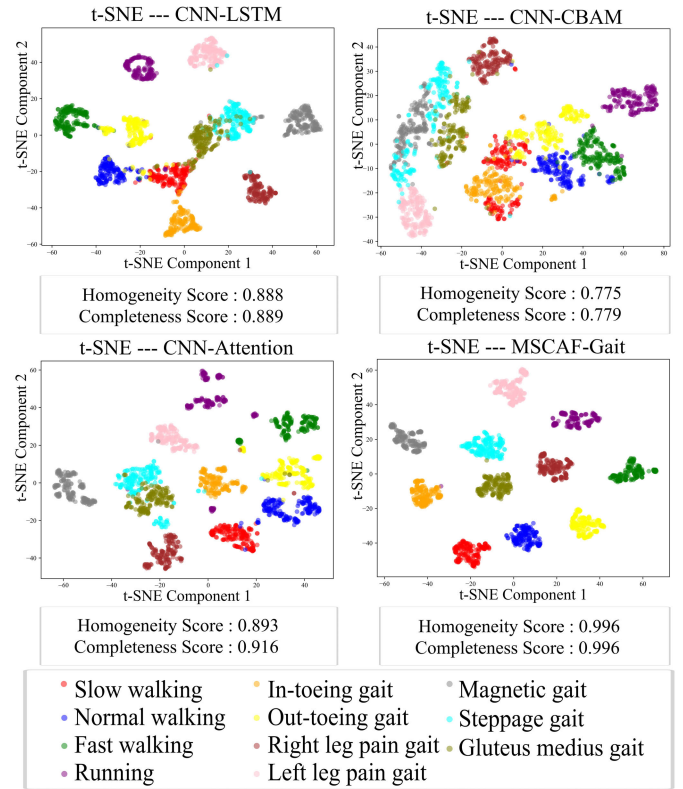 t-SNE --- CNN-LSTM
t-SNE Component 2
60
40
20
0
−20
−40
−60
−60
−40
−20
0
20
40
60
t-SNE Component 1
Homogeneity Score : 0.888
Completeness Score : 0.889
t-SNE --- CNN-CBAM
t-SNE Component 2
40
30
20
10
0
−10
−20
−30
−40
−60
−40
−20
0
20
40
60
80
t-SNE Component 1
Homogeneity Score : 0.775
Completeness Score : 0.779
t-SNE --- CNN-Attention
t-SNE Component 2
60
40
20
0
−20
−40
−60
−40
−20
0
20
40
t-SNE Component 1
Homogeneity Score : 0.893
Completeness Score : 0.916
t-SNE --- MSCAF-Gait
t-SNE Component 2
60
40
20
0
−20
−40
−60
−40
−20
0
20
40
60
t-SNE Component 1
Homogeneity Score : 0.996
Completeness Score : 0.996
Slow walking
Normal walking
Fast walking
Running
In-toeing gait
Out-toeing gait
Right leg pain gait
Left leg pain gait
Magnetic gait
Steppage gait
Gluteus medius gait